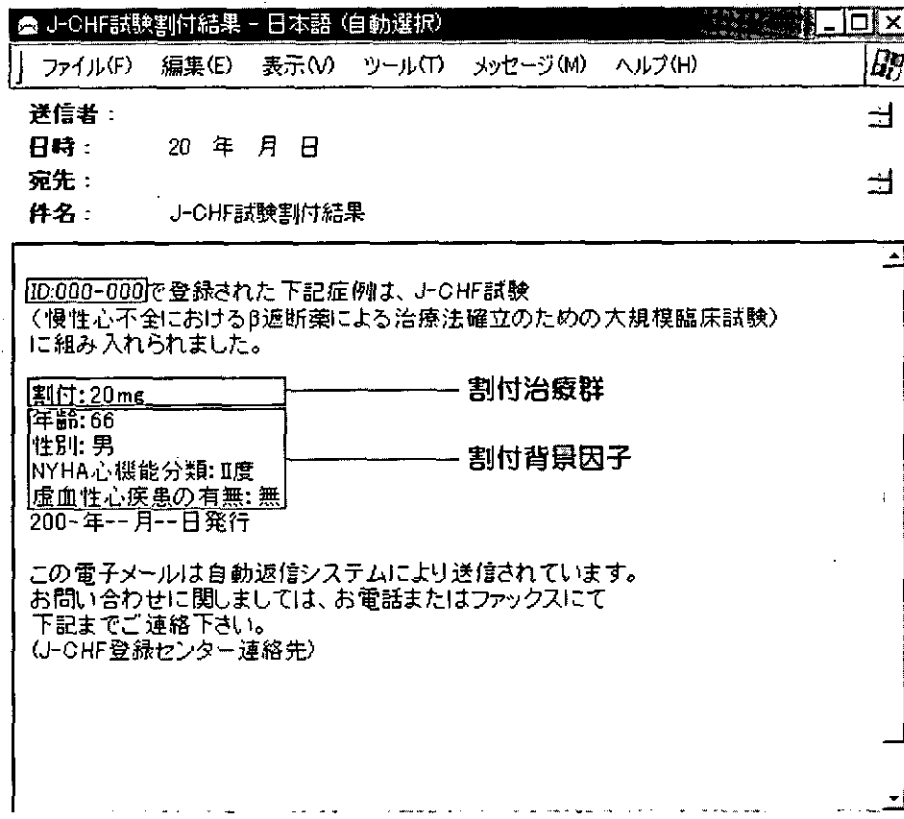 J-CHF試験割付結果 - 日本語 (自動選択)
ファイル(F) 編集(E) 表示(V) ツール(T) メッセージ(M) ヘルプ(H)
送信者:
日時: 20 年 月 日
宛先:
件名: J-CHF試験割付結果
ID:000-000で登録された下記症例は、J-CHF試験
(慢性心不全におけるβ遮断薬による治療法確立のための大規模臨床試験)
に組み入れられました。
割付:20mg 割付治療群
年齢:66
性別:男
NYHA心機能分類:Ⅱ度 割付背景因子
虚血性心疾患の有無:無
200-年--月--日発行
この電子メールは自動返信システムにより送信されています。
お問い合わせに関しましては、お電話またはファックスにて
下記までご連絡下さい。
(J-CHF登録センター連絡先)